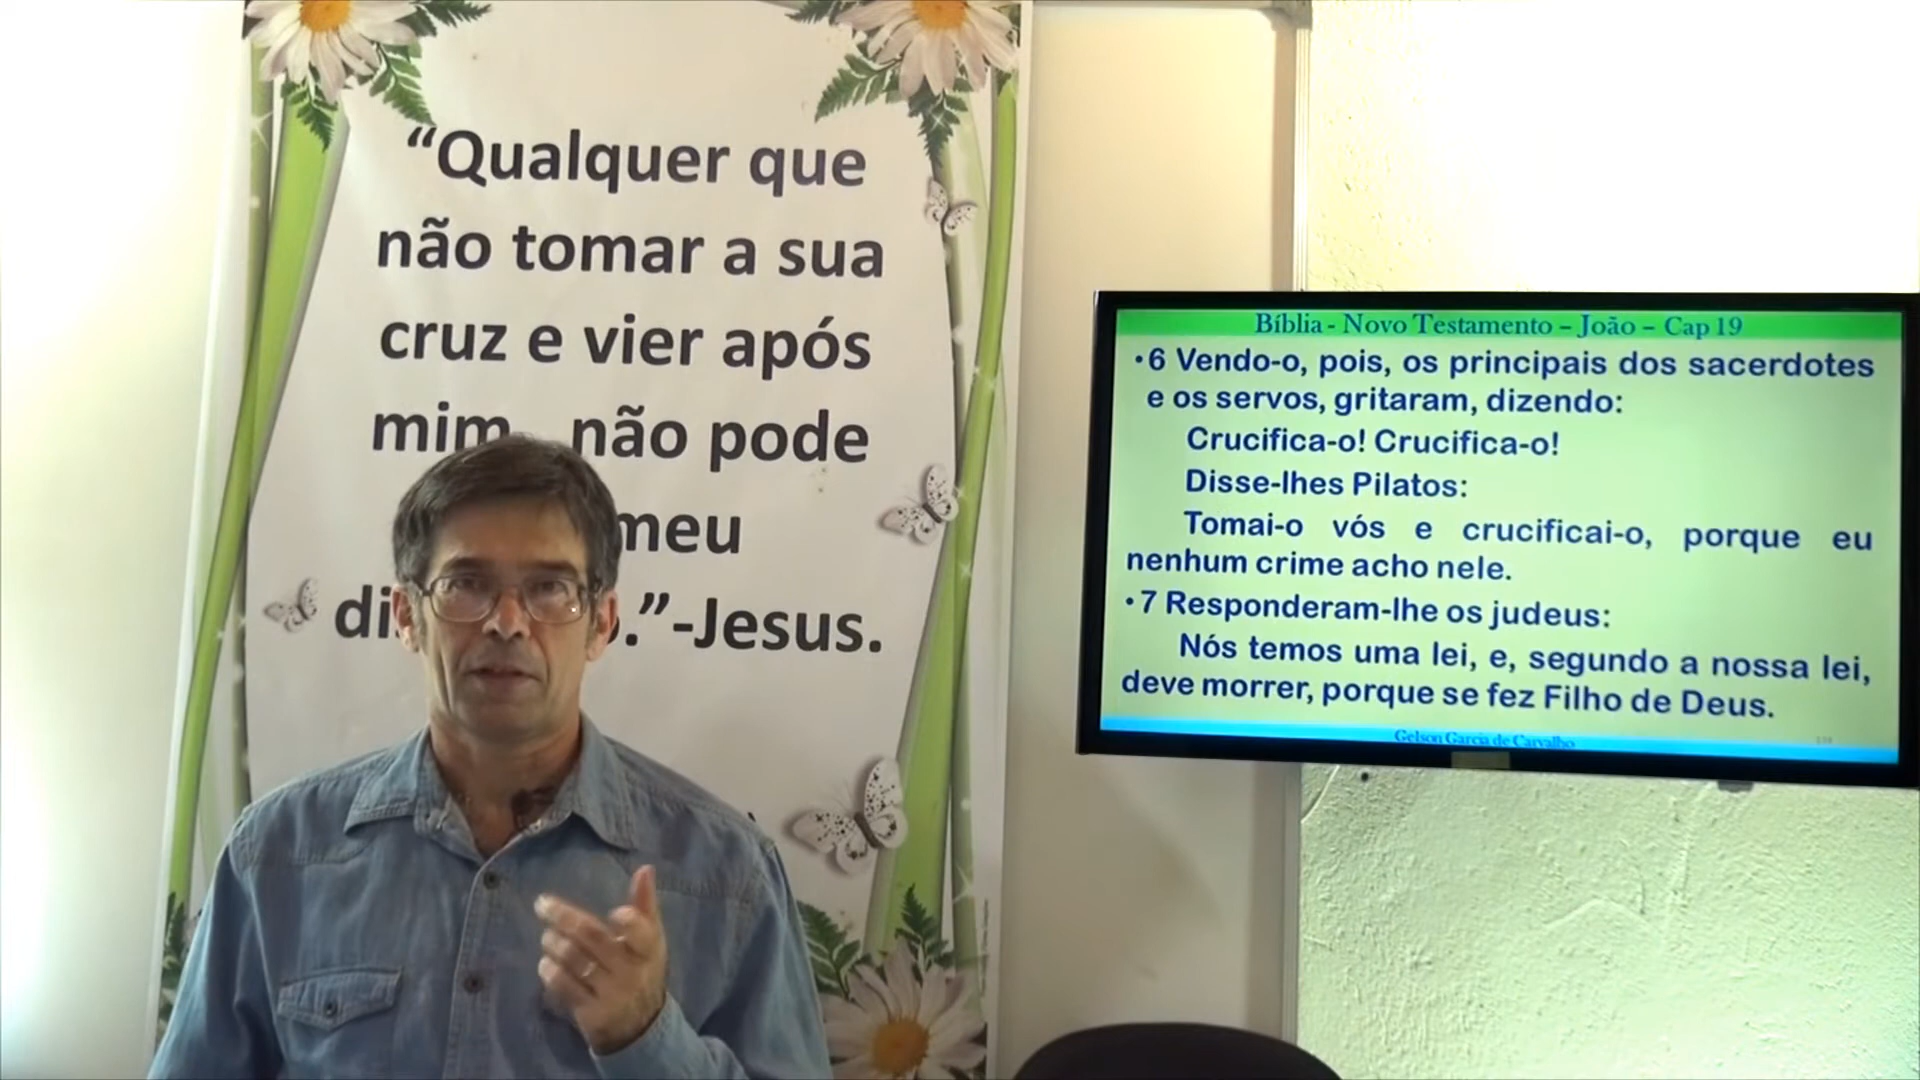 “Qualquer que
não tomar a sua
cruz e vier após
mim não pode
meu
.”-Jesus.
Bíblia - Novo Testamento – João – Cap 19
•6 Vendo-o, pois, os principais dos sacerdotes
e os servos, gritaram, dizendo:
Crucifica-o! Crucifica-o!
Disse-lhes Pilatos:
Tomai-o vós e crucificai-o, porque eu
nenhum crime acho nele.
•7 Responderam-lhe os judeus:
Nós temos uma lei, e, segundo a nossa lei,
deve morrer, porque se fez Filho de Deus.
Gelson Garcia de Carvalho